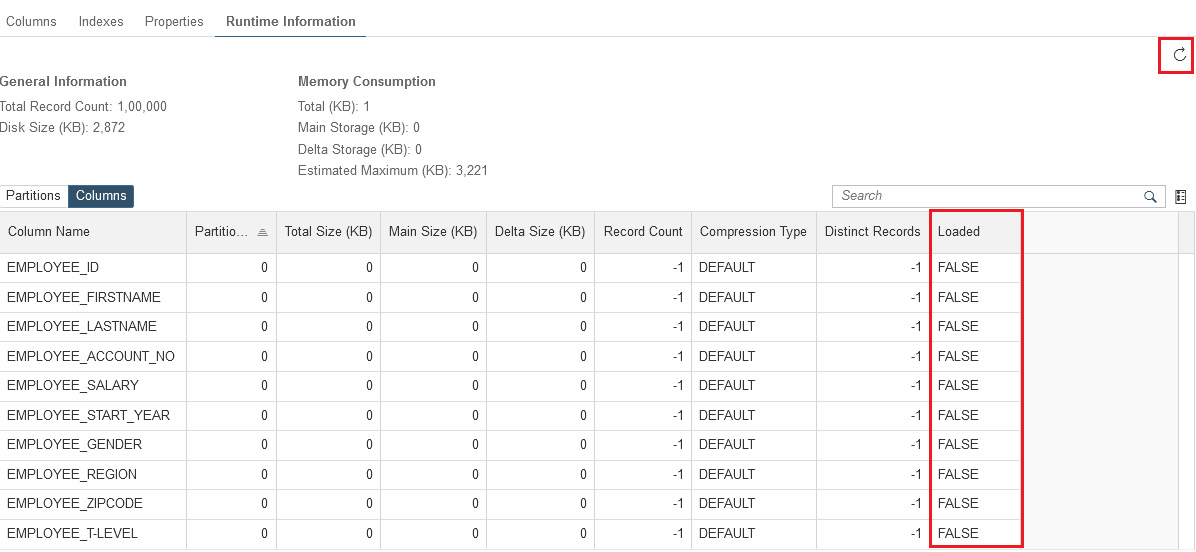 Columns Indexes Properties Runtime Information
General Information Memory Consumption
Total Record Count: 1,00,000 Total (KB): 1
Disk Size (KB): 2,872 Main Storage (KB): 0
Delta Storage (KB): 0
Estimated Maximum (KB): 3,221
Partitions Columns Search
Column Name Partitio... Total Size (KB) Main Size (KB) Delta Size (KB) Record Count Compression Type Distinct Records Loaded
EMPLOYEE_ID 0 0 0 0 -1 DEFAULT -1 FALSE
EMPLOYEE_FIRSTNAME 0 0 0 0 -1 DEFAULT -1 FALSE
EMPLOYEE_LASTNAME 0 0 0 0 -1 DEFAULT -1 FALSE
EMPLOYEE_ACCOUNT_NO 0 0 0 0 -1 DEFAULT -1 FALSE
EMPLOYEE_SALARY 0 0 0 0 -1 DEFAULT -1 FALSE
EMPLOYEE_START_YEAR 0 0 0 0 -1 DEFAULT -1 FALSE
EMPLOYEE_GENDER 0 0 0 0 -1 DEFAULT -1 FALSE
EMPLOYEE_REGION 0 0 0 0 -1 DEFAULT -1 FALSE
EMPLOYEE_ZIPCODE 0 0 0 0 -1 DEFAULT -1 FALSE
EMPLOYEE_T-LEVEL 0 0 0 0 -1 DEFAULT -1 FALSE